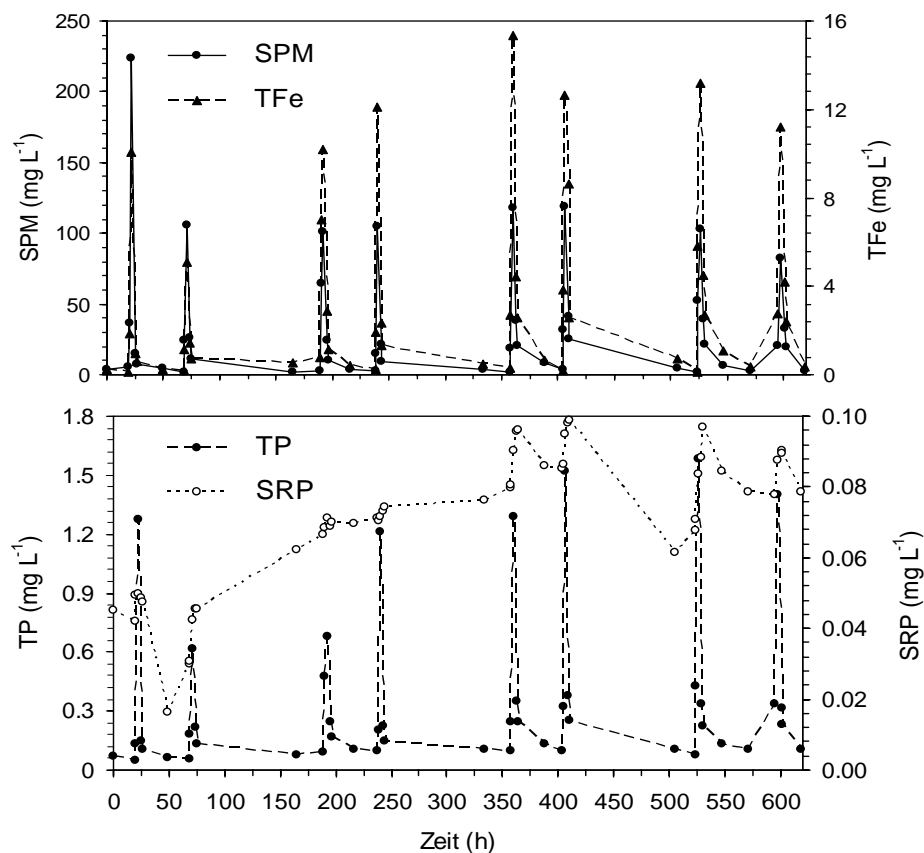 250
200
150
100
50
0
SPM (mg L⁻¹)
SPM
TFe
16
12
8
4
0
TFe (mg L⁻¹)
1.8
1.5
1.2
0.9
0.6
0.3
0
TP (mg L⁻¹)
TP
SRP
0.10
0.08
0.06
0.04
0.02
0.00
SRP (mg L⁻¹)
0 50 100 150 200 250 300 350 400 450 500 550 600
Zeit (h)